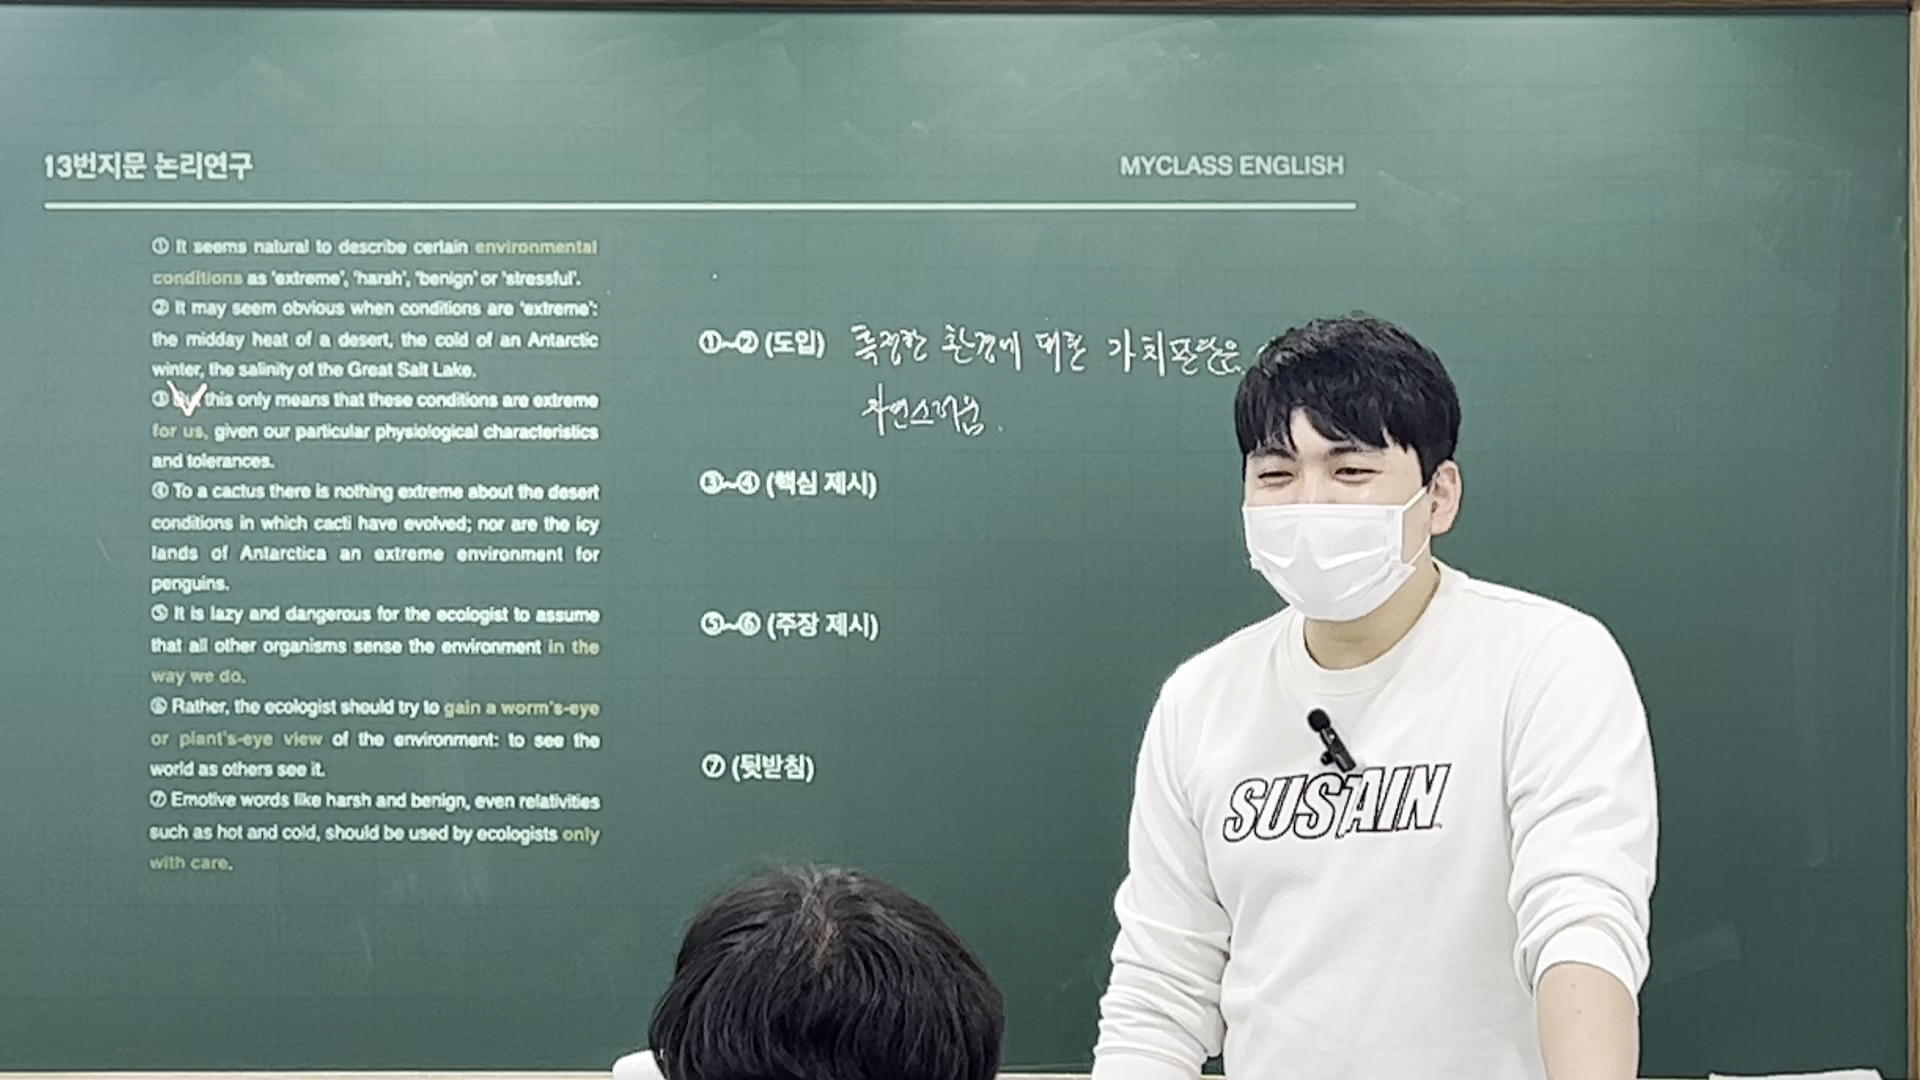 13번지문 논리연구
MYCLASS ENGLISH
① It seems natural to describe certain environmental
conditions as 'extreme', 'harsh', 'benign' or 'stressful'.
② It may seem obvious when conditions are 'extreme':
the midday heat of a desert, the cold of an Antarctic
winter, the salinity of the Great Salt Lake.
③ But this only means that these conditions are extreme
for us, given our particular physiological characteristics
and tolerances.
④ To a cactus there is nothing extreme about the desert
conditions in which cacti have evolved; nor are the icy
lands of Antarctica an extreme environment for
penguins.
⑤ It is lazy and dangerous for the ecologist to assume
that all other organisms sense the environment in the
way we do.
⑥ Rather, the ecologist should try to gain a worm's-eye
or plant's-eye view of the environment: to see the
world as others see it.
⑦ Emotive words like harsh and benign, even relativities
such as hot and cold, should be used by ecologists only
with care.
①~② (도입) 특정한 환경에 대한 가치판단은
자연스러움.
③~④ (핵심 제시)
⑤~⑥ (주장 제시)
⑦ (뒷받침)
SUSTAIN